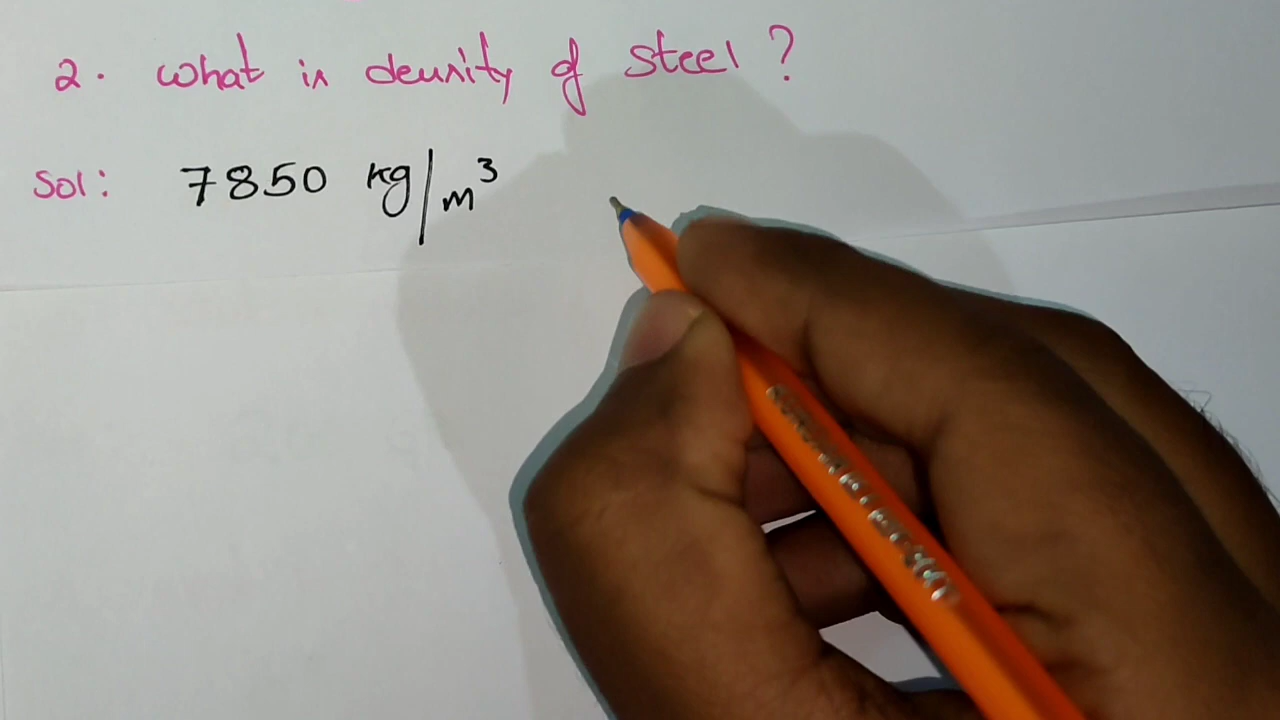 2. What is density of steel ?
Sol: 7850 kg/m³